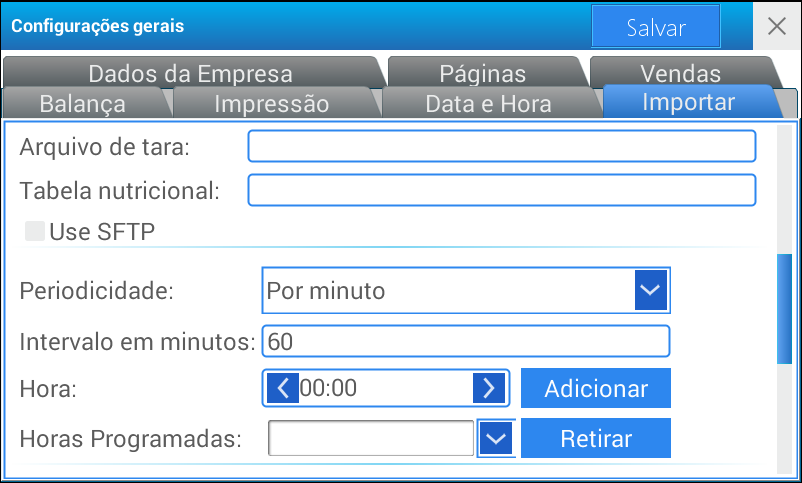 Configurações gerais
Salvar
Dados da Empresa
Páginas
Vendas
Balança
Impressão
Data e Hora
Importar
Arquivo de tara:
Tabela nutricional:
Use SFTP
Periodicidade:
Por minuto
Intervalo em minutos:
60
Hora:
00:00
Adicionar
Horas Programadas:
Retirar